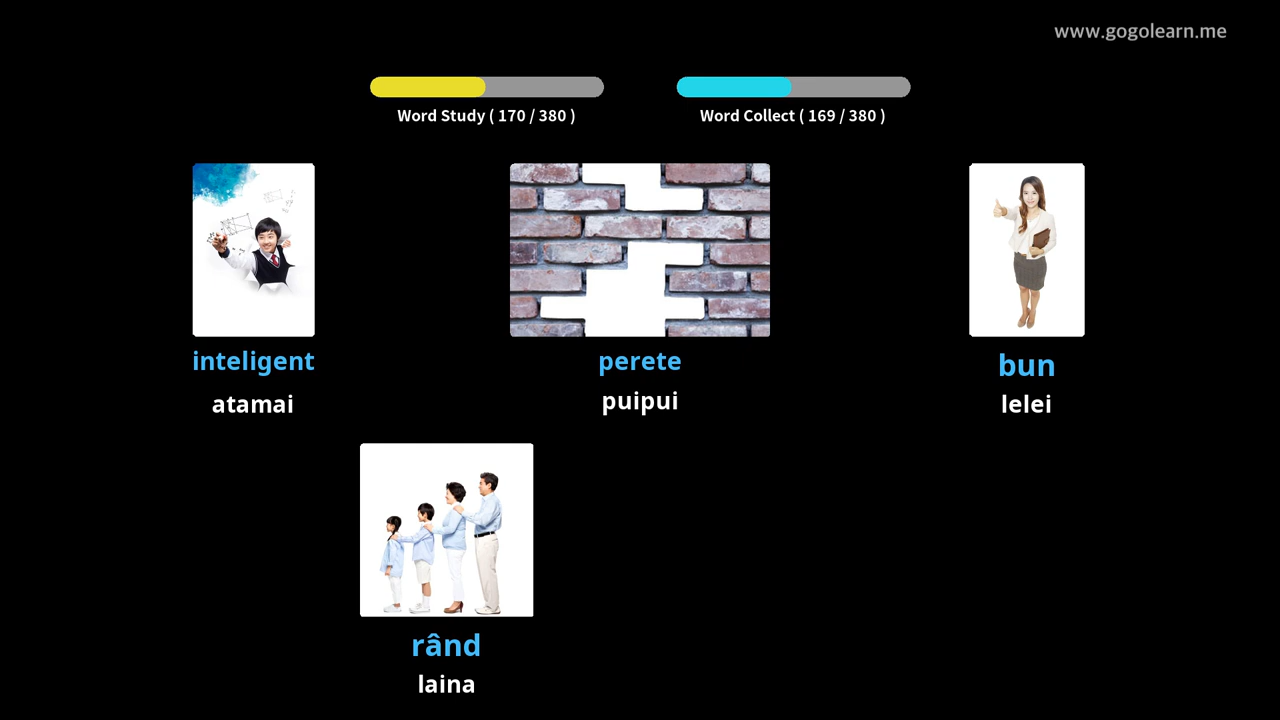 www.gogolearn.me
Word Study ( 170 / 380 )
Word Collect ( 169 / 380 )
inteligent
atamai
perete
puipui
bun
lelei
rând
laina